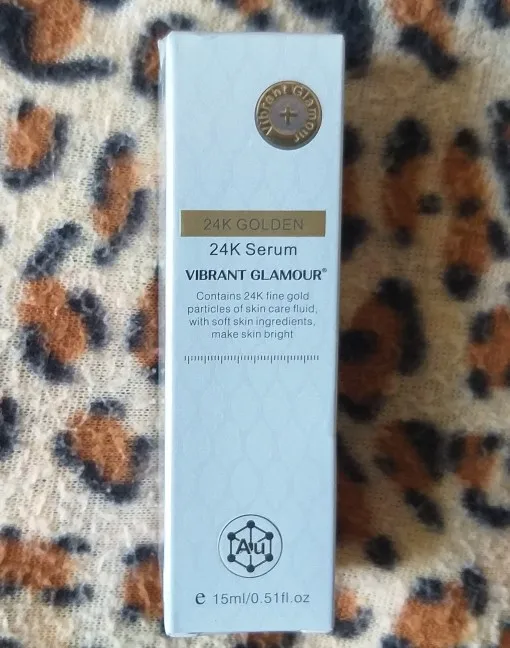 Vibrant Glamour
24K GOLDEN
24K Serum
VIBRANT GLAMOUR®
Contains 24K fine gold
particles of skin care fluid,
with soft skin ingredients,
make skin bright
Au
e 15ml/0.51fl.oz